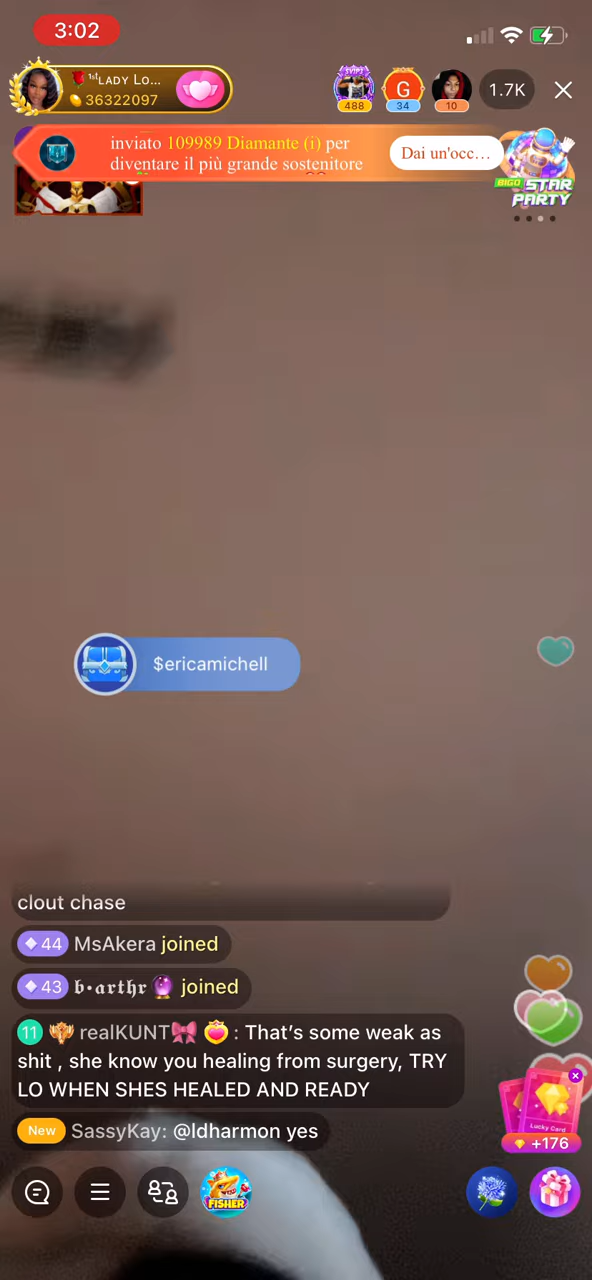 3:02
1stLADY Lo...
36322097
488
G
34
10
1.7K
inviato 109989 Diamante (i) per
diventare il più grande sostenitore
Dai un'occ...
BIGO STAR
PARTY
$ericamichell
clout chase
44 MsAkera joined
43 𝖇•𝖆𝖗𝖙𝖍𝖗🔮 joined
11 realKUNT🎀 : That's some weak as
shit , she know you healing from surgery, TRY
LO WHEN SHES HEALED AND READY
New SassyKay: @ldharmon yes
Lucky Card
+176
FISHER